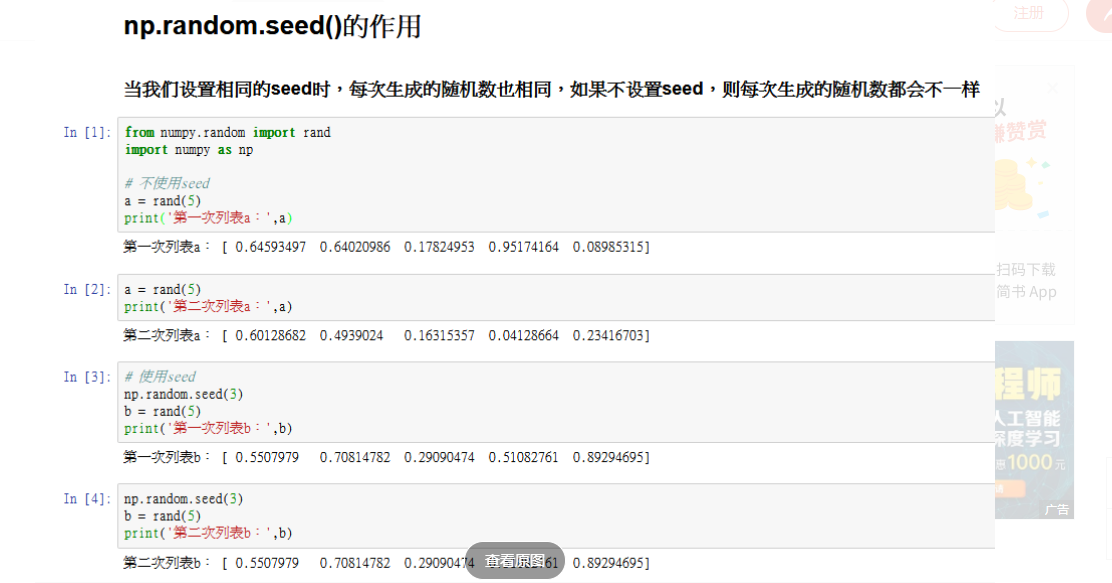 np.random.seed()的作用
注册
当我们设置相同的seed时，每次生成的随机数也相同，如果不设置seed，则每次生成的随机数都会不一样
In [1]:
from numpy.random import rand
import numpy as np
# 不使用seed
a = rand(5)
print('第一次列表a：',a)
第一次列表a： [ 0.64593497 0.64020986 0.17824953 0.95174164 0.08985315]
In [2]:
a = rand(5)
print('第二次列表a：',a)
第二次列表a： [ 0.60128682 0.4939024 0.16315357 0.04128664 0.23416703]
In [3]:
# 使用seed
np.random.seed(3)
b = rand(5)
print('第一次列表b：',b)
第一次列表b： [ 0.5507979 0.70814782 0.29090474 0.51082761 0.89294695]
In [4]:
np.random.seed(3)
b = rand(5)
print('第二次列表b：',b)
第二次列表b： [ 0.5507979 0.70814782 0.29090474 61 0.89294695]
查看原图
以
赚赏
扫码下载
简书 App
程师
人工智能
深度学习
惠1000元
广告